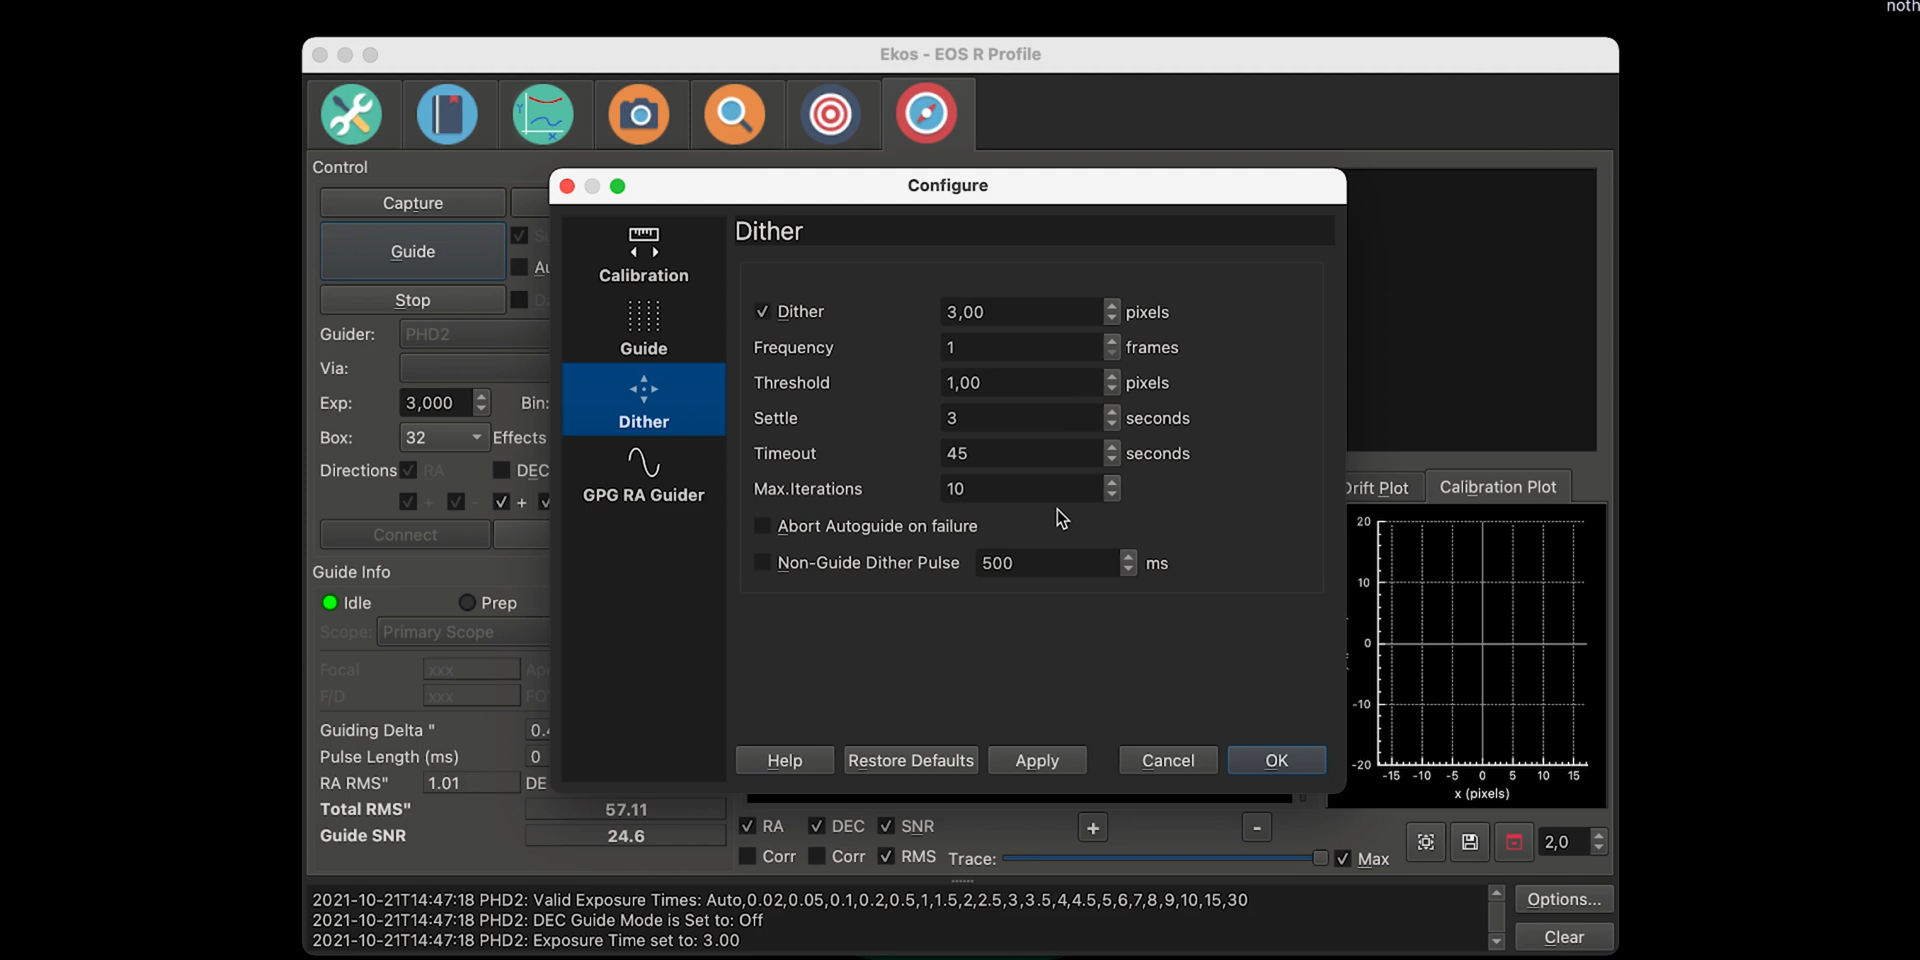 noth
Ekos - EOS R Profile
Control
Capture
Guide
Stop
Guider: PHD2
Via:
Exp: 3,000 Bin:
Box: 32 Effects
Directions RA DEC
+ - +
Connect
Guide Info
Idle Prep
Scope: Primary Scope
Focal xxx
F/D xxx
Guiding Delta "
Pulse Length (ms) 0
RA RMS" 1.01 DE
Total RMS" 57.11
Guide SNR 24.6
Configure
Calibration
Guide
Dither
GPG RA Guider
Dither
Dither 3,00 pixels
Frequency 1 frames
Threshold 1,00 pixels
Settle 3 seconds
Timeout 45 seconds
Max.Iterations 10
Abort Autoguide on failure
Non-Guide Dither Pulse 500 ms
Help Restore Defaults Apply Cancel OK
Drift Plot Calibration Plot
20
10
0
-10
-20
-15 -10 -5 0 5 10 15
x (pixels)
RA DEC SNR + -
Corr Corr RMS Trace: Max
2,0
2021-10-21T14:47:18 PHD2: Valid Exposure Times: Auto,0.02,0.05,0.1,0.2,0.5,1,1.5,2,2.5,3,3.5,4,4.5,5,6,7,8,9,10,15,30
2021-10-21T14:47:18 PHD2: DEC Guide Mode is Set to: Off
2021-10-21T14:47:18 PHD2: Exposure Time set to: 3.00
Options...
Clear